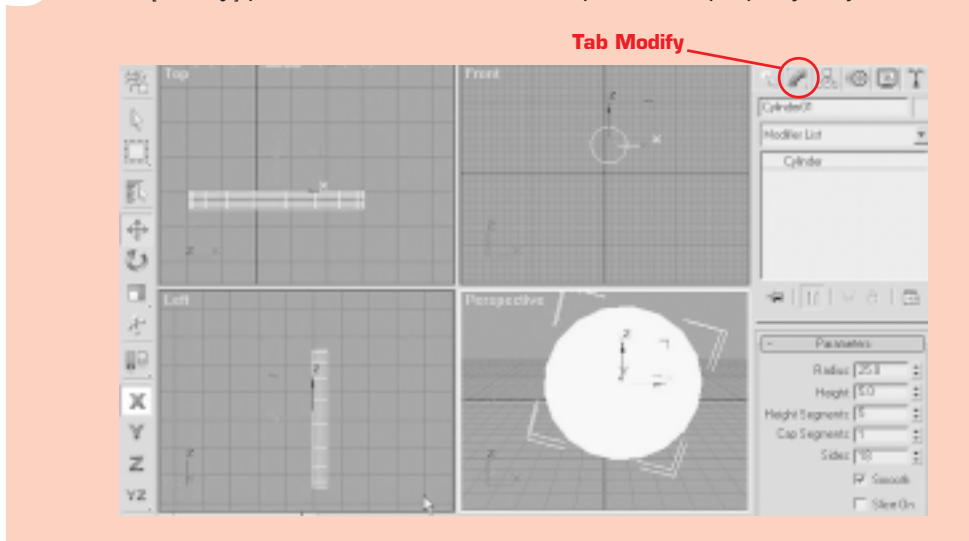 Tab Modify
Top
Front
Cylinder01
Modifier List
Cylinder
Left
Perspective
Parameters
Radius: 25.0
Height: 5.0
Height Segments: 5
Cap Segments: 1
Sides: 18
Smooth
Slice On
X
Y
Z
YZ
z
x